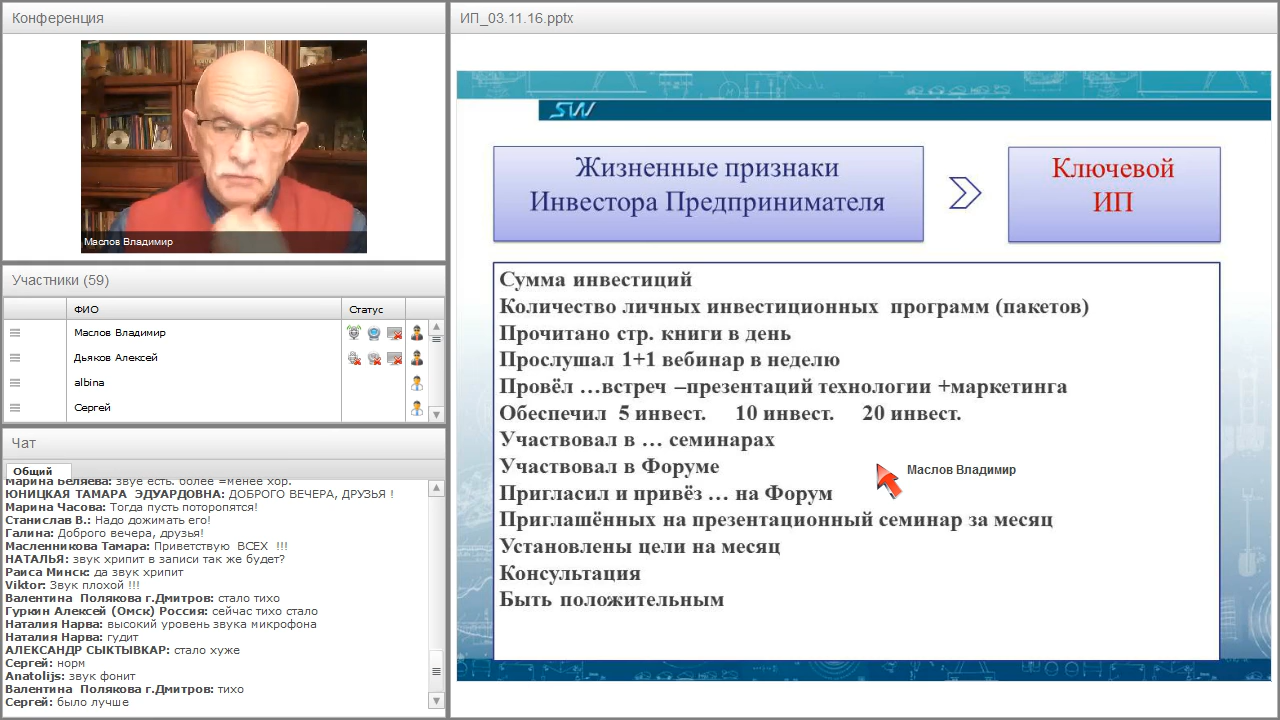 Конференция
Маслов Владимир
Участники (59)
ФИО Статус
Маслов Владимир
Дьяков Алексей
albina
Сергей
Чат
Общий
Марина Беляева: звуе есть. более =менее хор.
ЮНИЦКАЯ ТАМАРА ЭДУАРДОВНА: ДОБРОГО ВЕЧЕРА, ДРУЗЬЯ !
Марина Часова: Тогда пусть поторопятся!
Станислав В.: Надо дожимать его!
Галина: Доброго вечера, друзья!
Масленникова Тамара: Приветствую ВСЕХ !!!
НАТАЛЬЯ: звук хрипит в записи так же будет?
Раиса Минск: да звук хрипит
Viktor: Звук плохой !!!
Валентина Полякова г.Дмитров: стало тихо
Гуркин Алексей (Омск) Россия: сейчас тихо стало
Наталия Нарва: высокий уровень звука микрофона
Наталия Нарва: гудит
АЛЕКСАНДР СЫКТЫВКАР: стало хуже
Сергей: норм
Anatolijs: звук фонит
Валентина Полякова г.Дмитров: тихо
Сергей: было лучше
ИП_03.11.16.pptx
SW
Жизненные признаки
Инвестора Предпринимателя
Ключевой
ИП
Сумма инвестиций
Количество личных инвестиционных программ (пакетов)
Прочитано стр. книги в день
Прослушал 1+1 вебинар в неделю
Провёл …встреч –презентаций технологии +маркетинга
Обеспечил 5 инвест. 10 инвест. 20 инвест.
Участвовал в … семинарах
Участвовал в Форуме
Маслов Владимир
Пригласил и привёз … на Форум
Приглашённых на презентационный семинар за месяц
Установлены цели на месяц
Консультация
Быть положительным